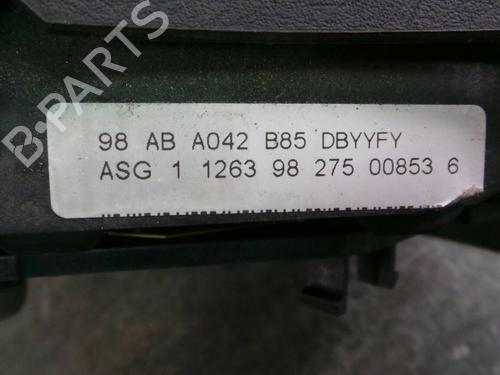 B-PARTS
98 AB A042 B85 DBYYFY
ASG 1 1263 98 275 00853 6